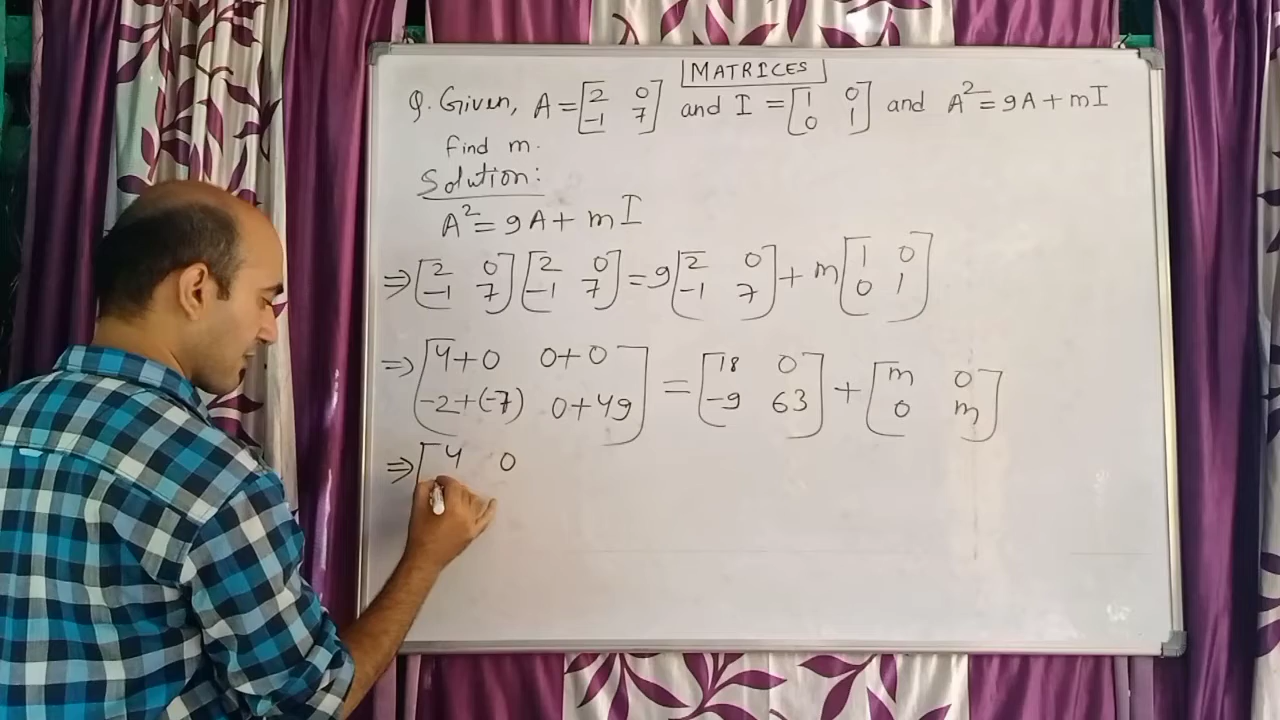 MATRICES
Q. Given, A = [2 0 -1 7] and I = [1 0 0 1] and A² = 9A + mI
find m.
Solution:
A² = 9A + mI
⇒ [2 0 -1 7] [2 0 -1 7] = 9 [2 0 -1 7] + m [1 0 0 1]
⇒ [4+0 0+0 -2+(-7) 0+49] = [18 0 -9 63] + [m 0 0 m]
⇒ [4 0